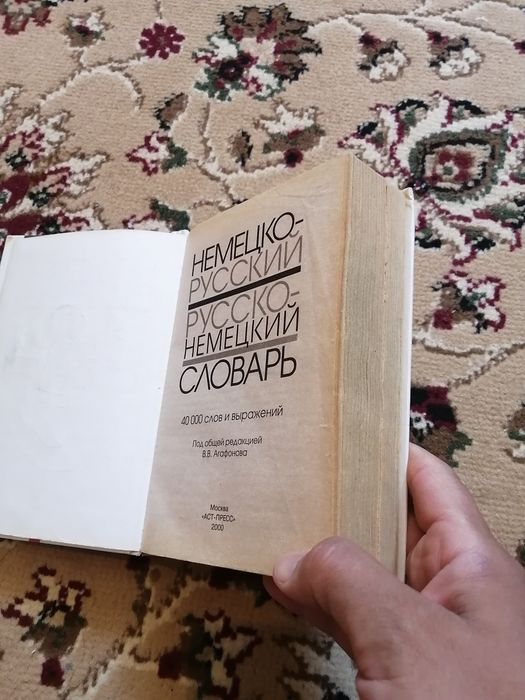 НЕМЕЦКО-
РУССКИЙ
РУССКО-
НЕМЕЦКИЙ
СЛОВАРЬ
40 000 слов и выражений
Под общей редакцией
В.В. Агафонова
Москва
«АСТ-ПРЕСС»
2000